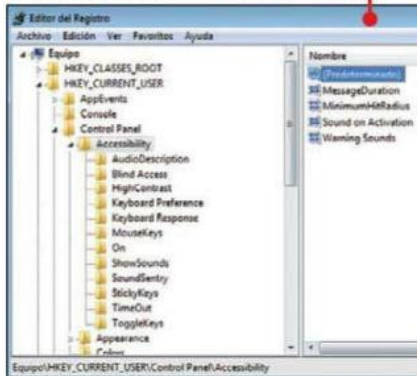 Editor del Registro
Archivo Edición Ver Favoritos Ayuda
Equipo
HKEY_CLASSES_ROOT
HKEY_CURRENT_USER
AppEvents
Console
Control Panel
Accessibility
AudioDescription
Blind Access
HighContrast
Keyboard Preference
Keyboard Response
MouseKeys
On
ShowSounds
SoundSentry
StickyKeys
TimeOut
ToggleKeys
Appearance
Colors
Nombre
(Predeterminado)
MessageDuration
MinimumHitRadius
Sound on Activation
Warning Sounds
Equipo\HKEY_CURRENT_USER\Control Panel\Accessibility